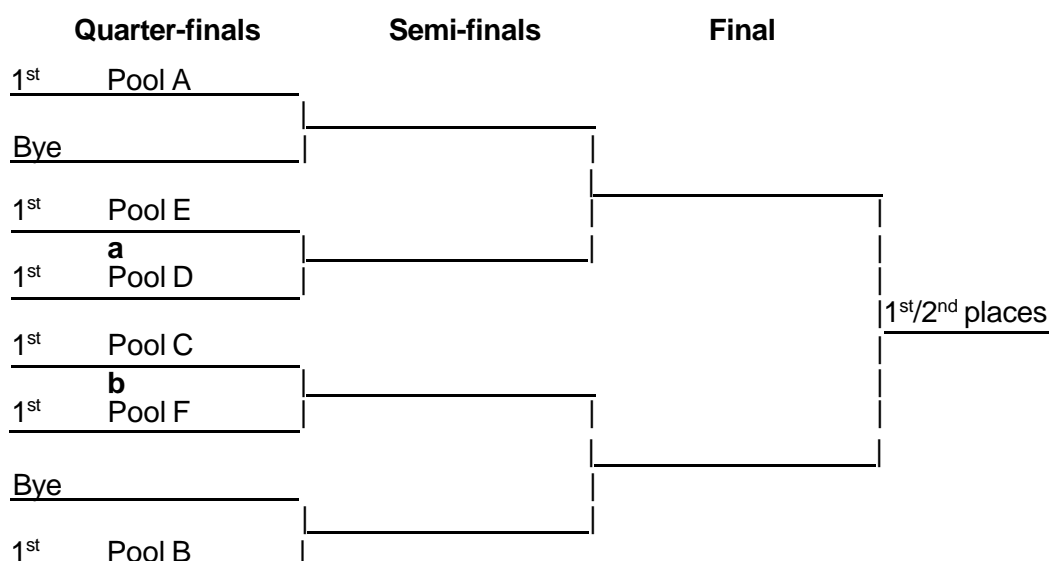 Quarter-finals Semi-finals Final
1st Pool A
Bye
1st Pool E
a
1st Pool D
1st/2nd places
1st Pool C
b
1st Pool F
Bye
1st Pool B